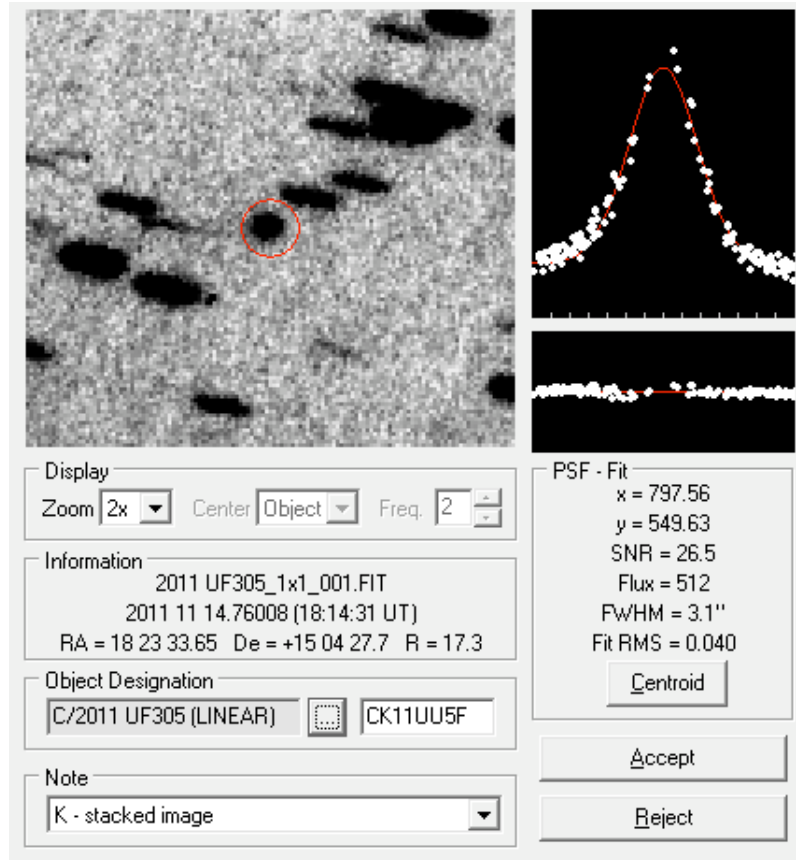 Display
Zoom 2x Center Object Freq. 2
Information
2011 UF305_1x1_001.FIT
2011 11 14.76008 (18:14:31 UT)
RA = 18 23 33.65 De = +15 04 27.7 R = 17.3
Object Designation
C/2011 UF305 (LINEAR) ... CK11UU5F
Note
K - stacked image
PSF - Fit
x = 797.56
y = 549.63
SNR = 26.5
Flux = 512
FWHM = 3.1"
Fit RMS = 0.040
Centroid
Accept
Reject